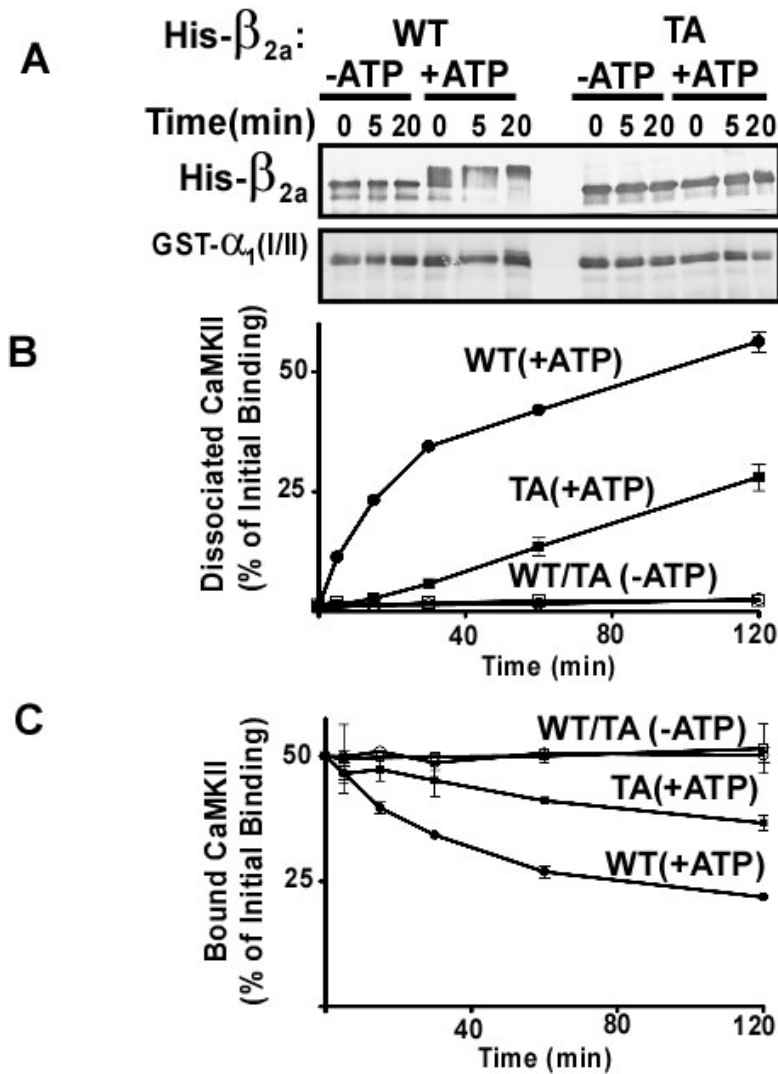 A
His-β2a: WT TA
-ATP +ATP -ATP +ATP
Time(min) 0 5 20 0 5 20 0 5 20 0 5 20
His-β2a
GST-α1(I/II)
B
Dissociated CaMKII
(% of Initial Binding)
50
25
WT(+ATP)
TA(+ATP)
WT/TA (-ATP)
40 80 120
Time (min)
C
Bound CaMKII
(% of Initial Binding)
50
25
WT/TA (-ATP)
TA(+ATP)
WT(+ATP)
40 80 120
Time (min)